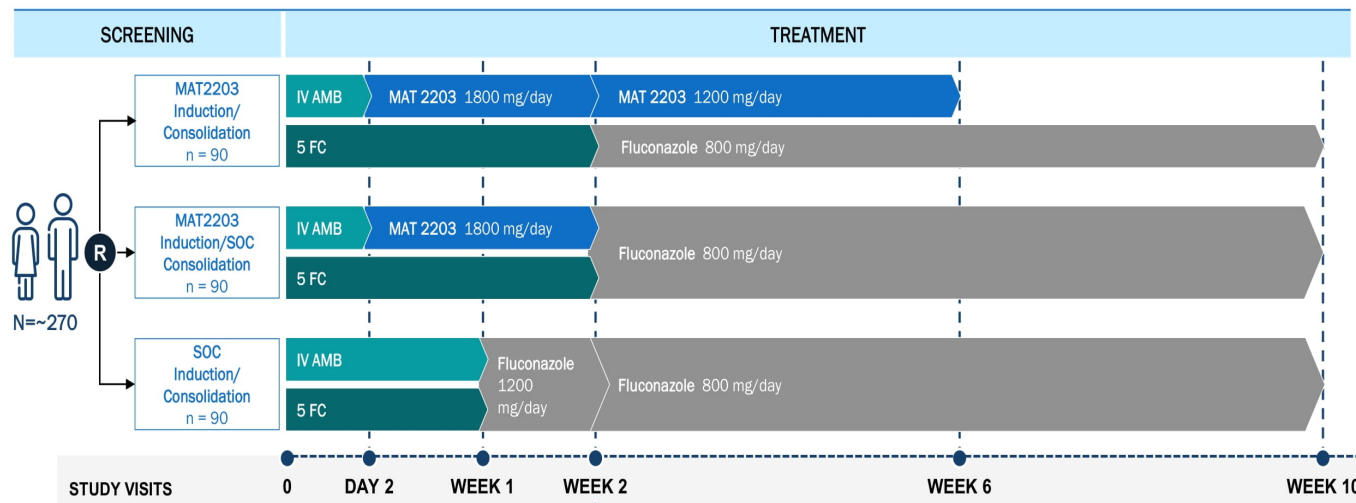 SCREENING
TREATMENT
MAT2203
Induction/
Consolidation
n = 90
IV AMB
MAT 2203 1800 mg/day
MAT 2203 1200 mg/day
5 FC
Fluconazole 800 mg/day
R
N=~270
MAT2203
Induction/SOC
Consolidation
n = 90
IV AMB
MAT 2203 1800 mg/day
5 FC
Fluconazole 800 mg/day
SOC
Induction/
Consolidation
n = 90
IV AMB
5 FC
Fluconazole
1200
mg/day
Fluconazole 800 mg/day
STUDY VISITS
0
DAY 2
WEEK 1
WEEK 2
WEEK 6
WEEK 10